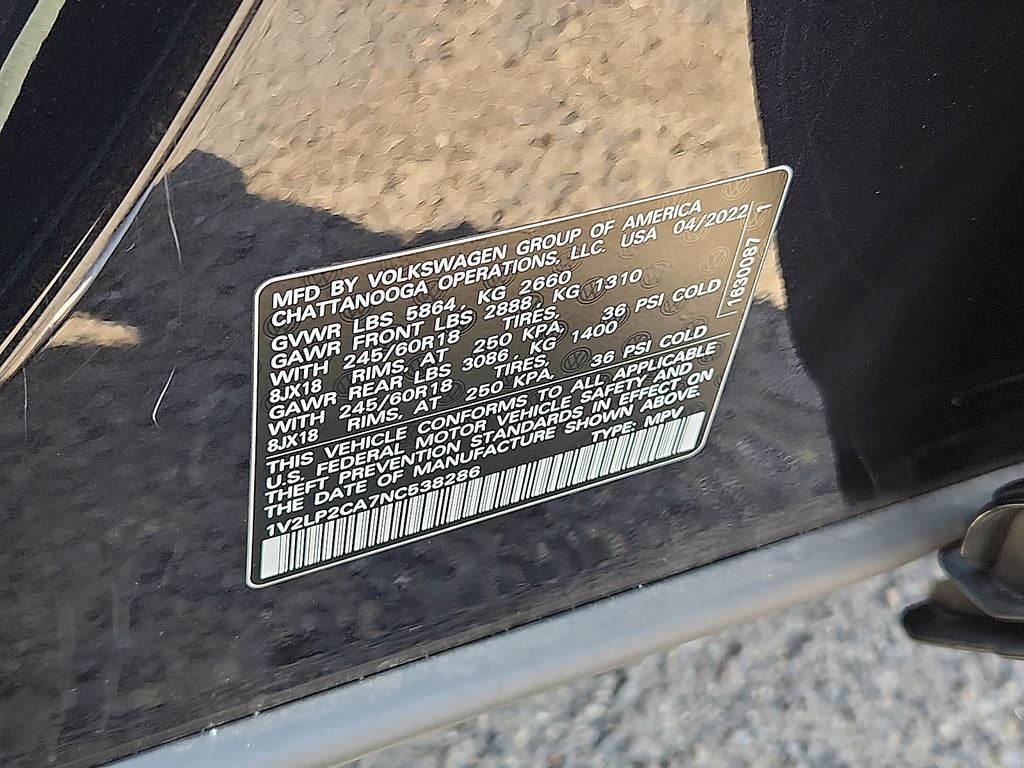 MFD BY VOLKSWAGEN GROUP OF AMERICA
CHATTANOOGA OPERATIONS, LLC. USA 04/2022
GVWR LBS 5864, KG 2660
GAWR FRONT LBS 2888, KG 1310
WITH 245/60R18 TIRES,
8JX18 RIMS, AT 250 KPA, 36 PSI COLD
GAWR REAR LBS 3086, KG 1400
WITH 245/60R18 TIRES,
8JX18 RIMS, AT 250 KPA, 36 PSI COLD
THIS VEHICLE CONFORMS TO ALL APPLICABLE
U.S. FEDERAL MOTOR VEHICLE SAFETY AND
THEFT PREVENTION STANDARDS IN EFFECT ON
THE DATE OF MANUFACTURE SHOWN ABOVE.
1V2LP2CA7NC538286 TYPE: MPV
1630087 1